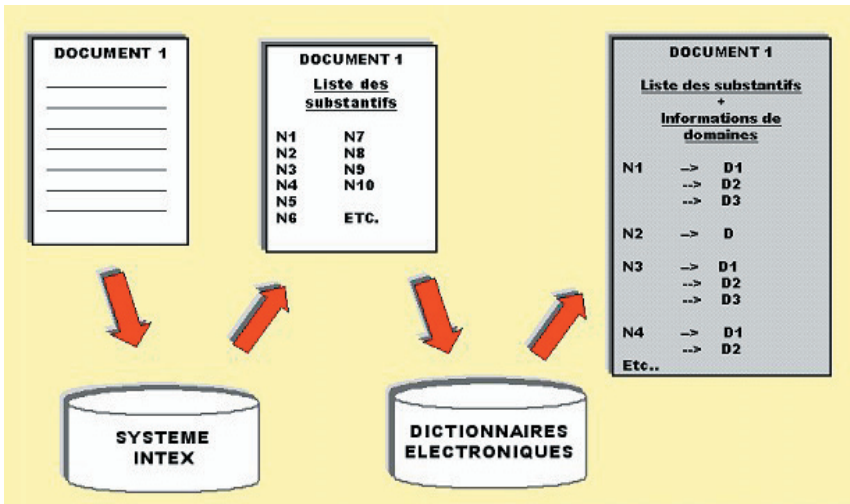 DOCUMENT 1
DOCUMENT 1
Liste des
substantifs
N1 N7
N2 N8
N3 N9
N4 N10
N5
N6 ETC.
DOCUMENT 1
Liste des substantifs
+
Informations de
domaines
N1 --> D1
--> D2
--> D3
N2 --> D
N3 --> D1
--> D2
--> D3
N4 --> D1
--> D2
Etc..
SYSTEME
INTEX
DICTIONNAIRES
ELECTRONIQUES